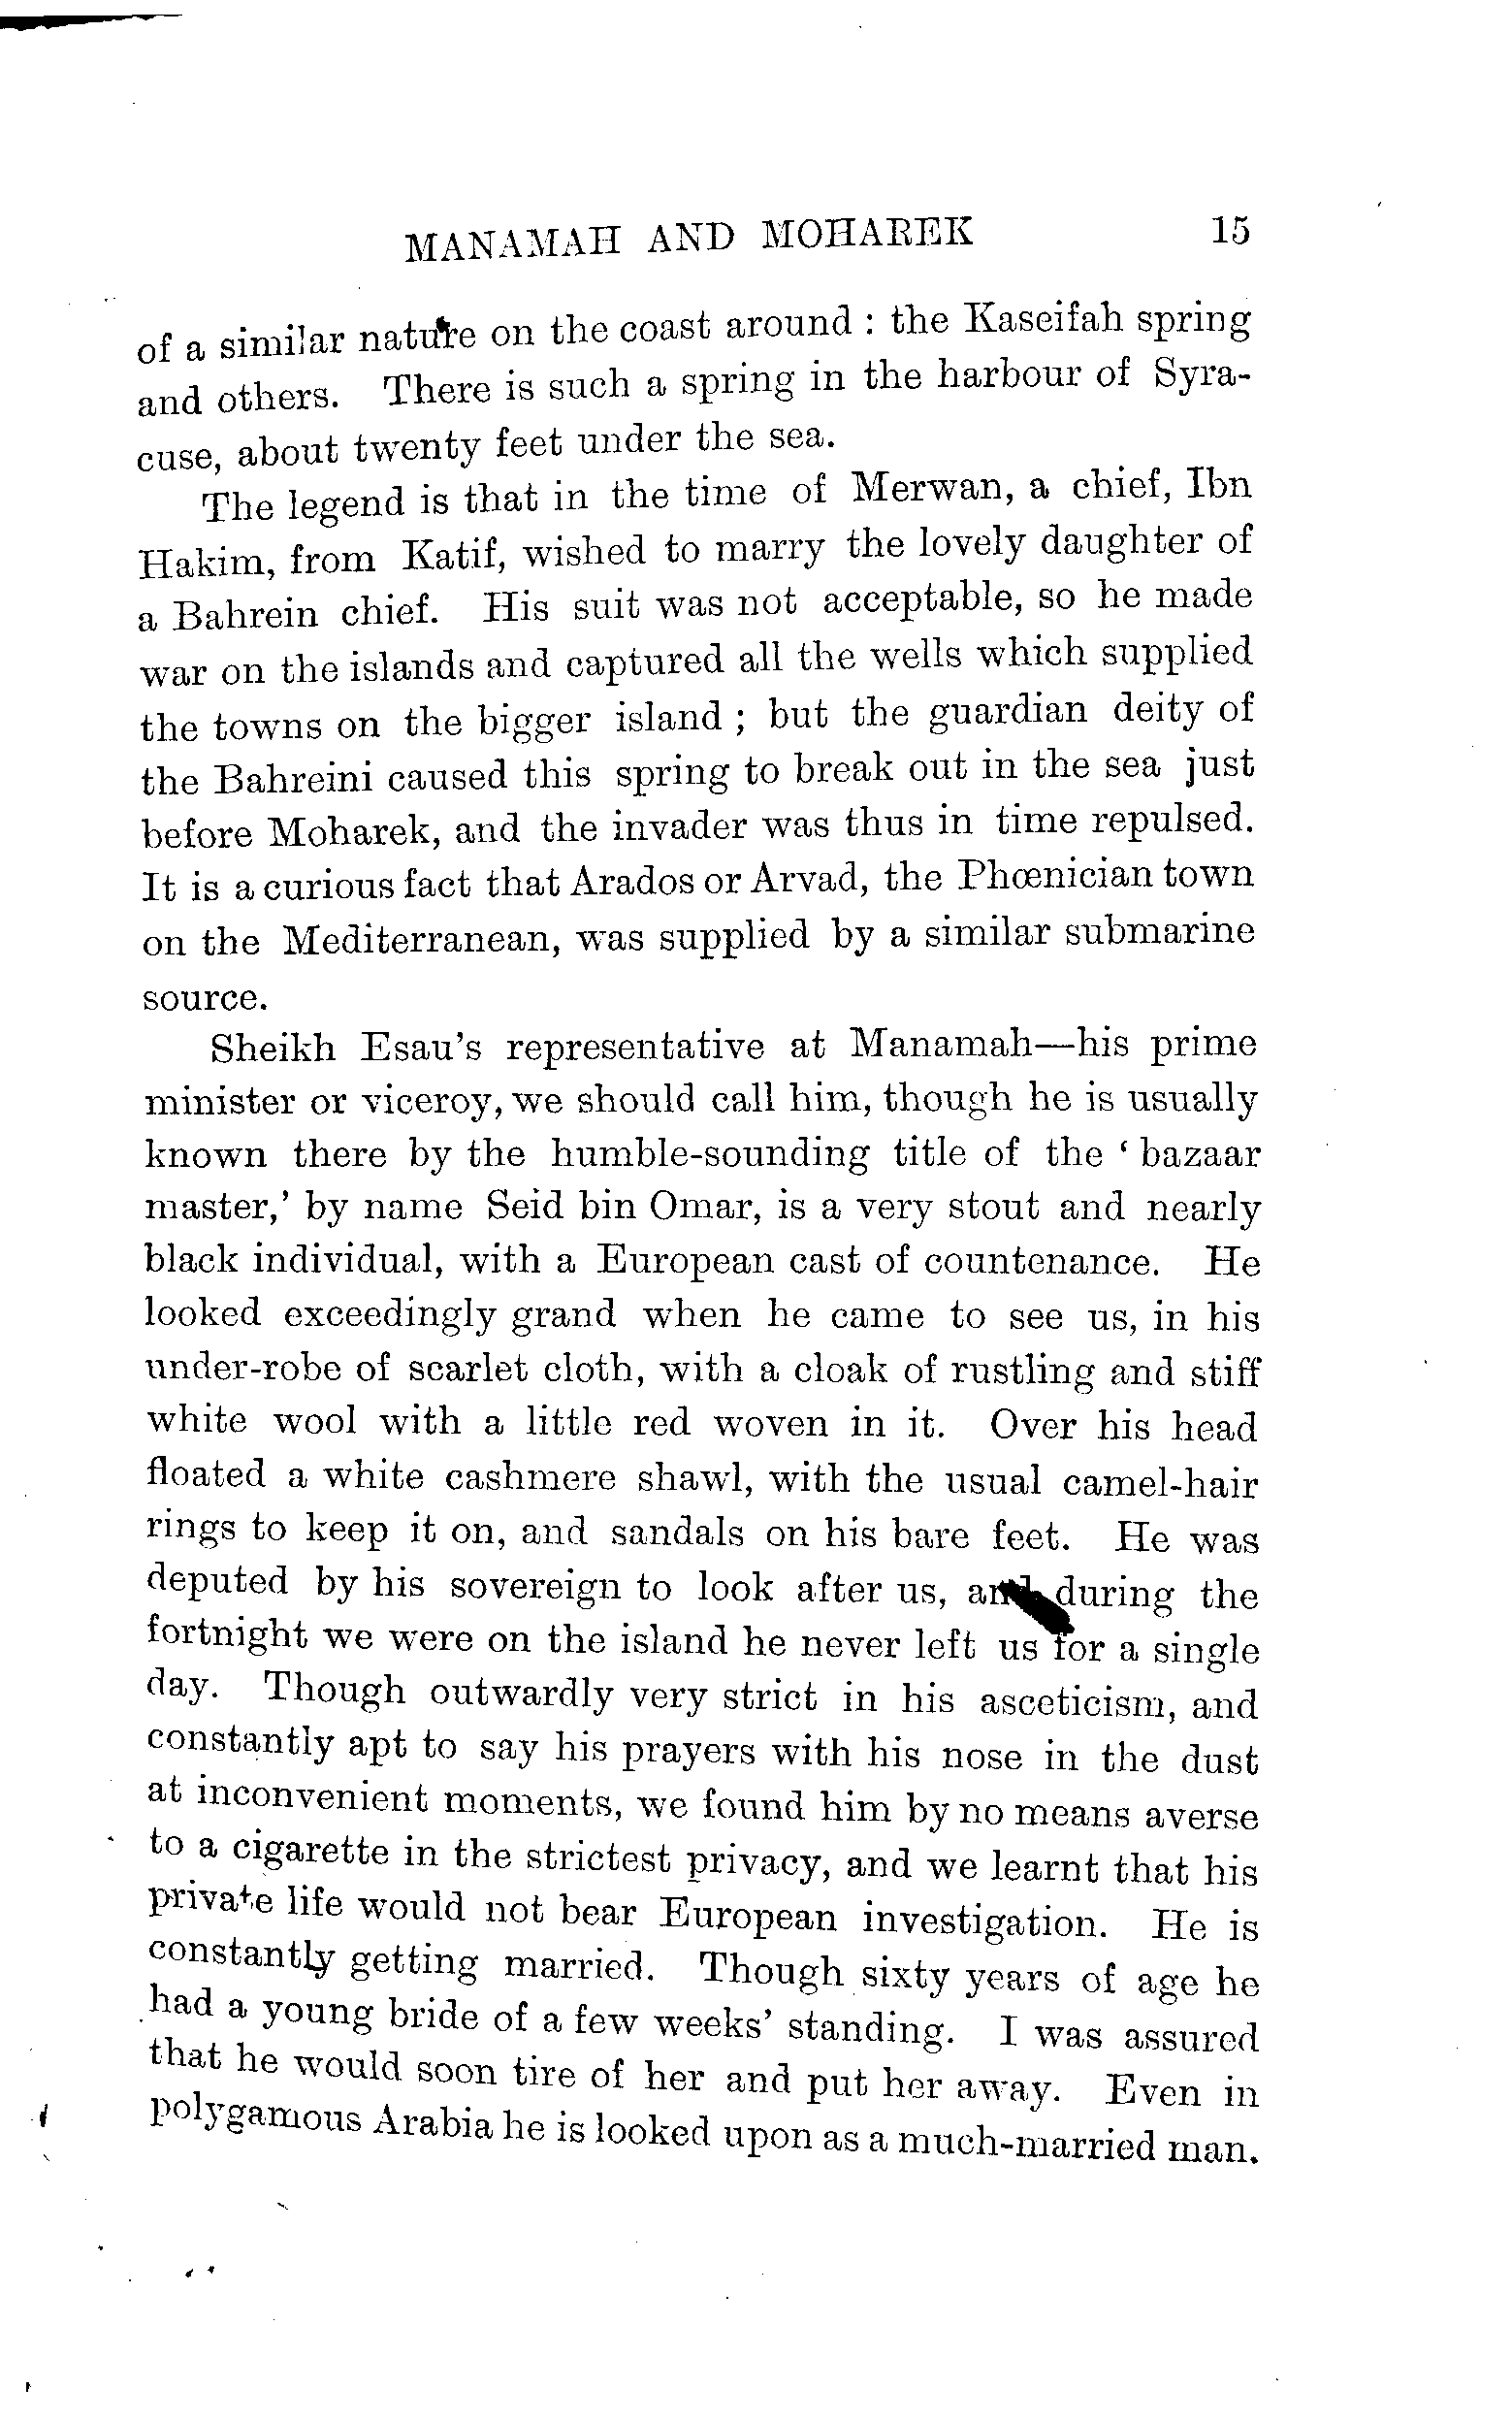 MANAMAH AND MOHAREK 15
of a similar nature on the coast around : the Kaseifah spring
and others. There is such a spring in the harbour of Syra-
cuse, about twenty feet under the sea.
The legend is that in the time of Merwan, a chief, Ibn
Hakim, from Katif, wished to marry the lovely daughter of
a Bahrein chief. His suit was not acceptable, so he made
war on the islands and captured all the wells which supplied
the towns on the bigger island ; but the guardian deity of
the Bahreini caused this spring to break out in the sea just
before Moharek, and the invader was thus in time repulsed.
It is a curious fact that Arados or Arvad, the Phœnician town
on the Mediterranean, was supplied by a similar submarine
source.
Sheikh Esau's representative at Manamah—his prime
minister or viceroy, we should call him, though he is usually
known there by the humble-sounding title of the ' bazaar
master,' by name Seid bin Omar, is a very stout and nearly
black individual, with a European cast of countenance. He
looked exceedingly grand when he came to see us, in his
under-robe of scarlet cloth, with a cloak of rustling and stiff
white wool with a little red woven in it. Over his head
floated a white cashmere shawl, with the usual camel-hair
rings to keep it on, and sandals on his bare feet. He was
deputed by his sovereign to look after us, and during the
fortnight we were on the island he never left us for a single
day. Though outwardly very strict in his asceticism, and
constantly apt to say his prayers with his nose in the dust
at inconvenient moments, we found him by no means averse
to a cigarette in the strictest privacy, and we learnt that his
private life would not bear European investigation. He is
constantly getting married. Though sixty years of age he
had a young bride of a few weeks' standing. I was assured
that he would soon tire of her and put her away. Even in
polygamous Arabia he is looked upon as a much-married man.